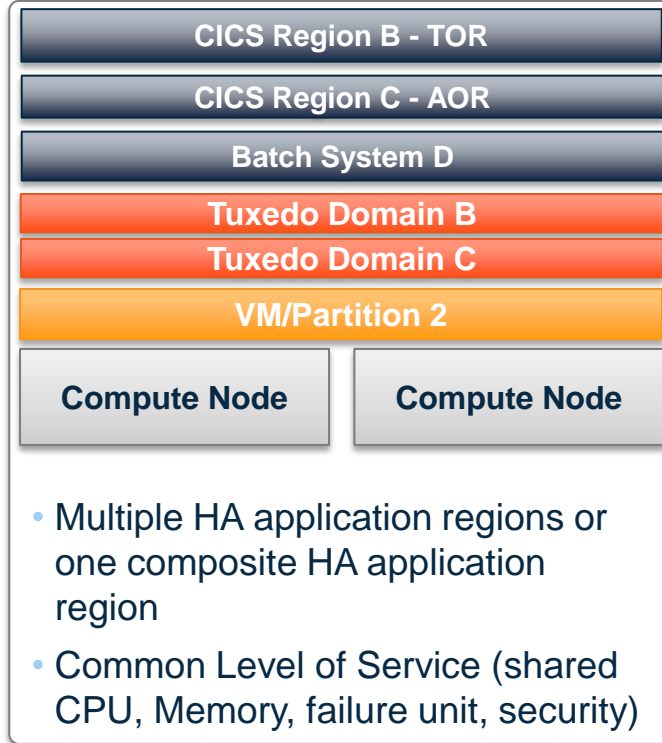 CICS Region B - TOR
CICS Region C - AOR
Batch System D
Tuxedo Domain B
Tuxedo Domain C
VM/Partition 2
Compute Node Compute Node
• Multiple HA application regions or
one composite HA application
region
• Common Level of Service (shared
CPU, Memory, failure unit, security)